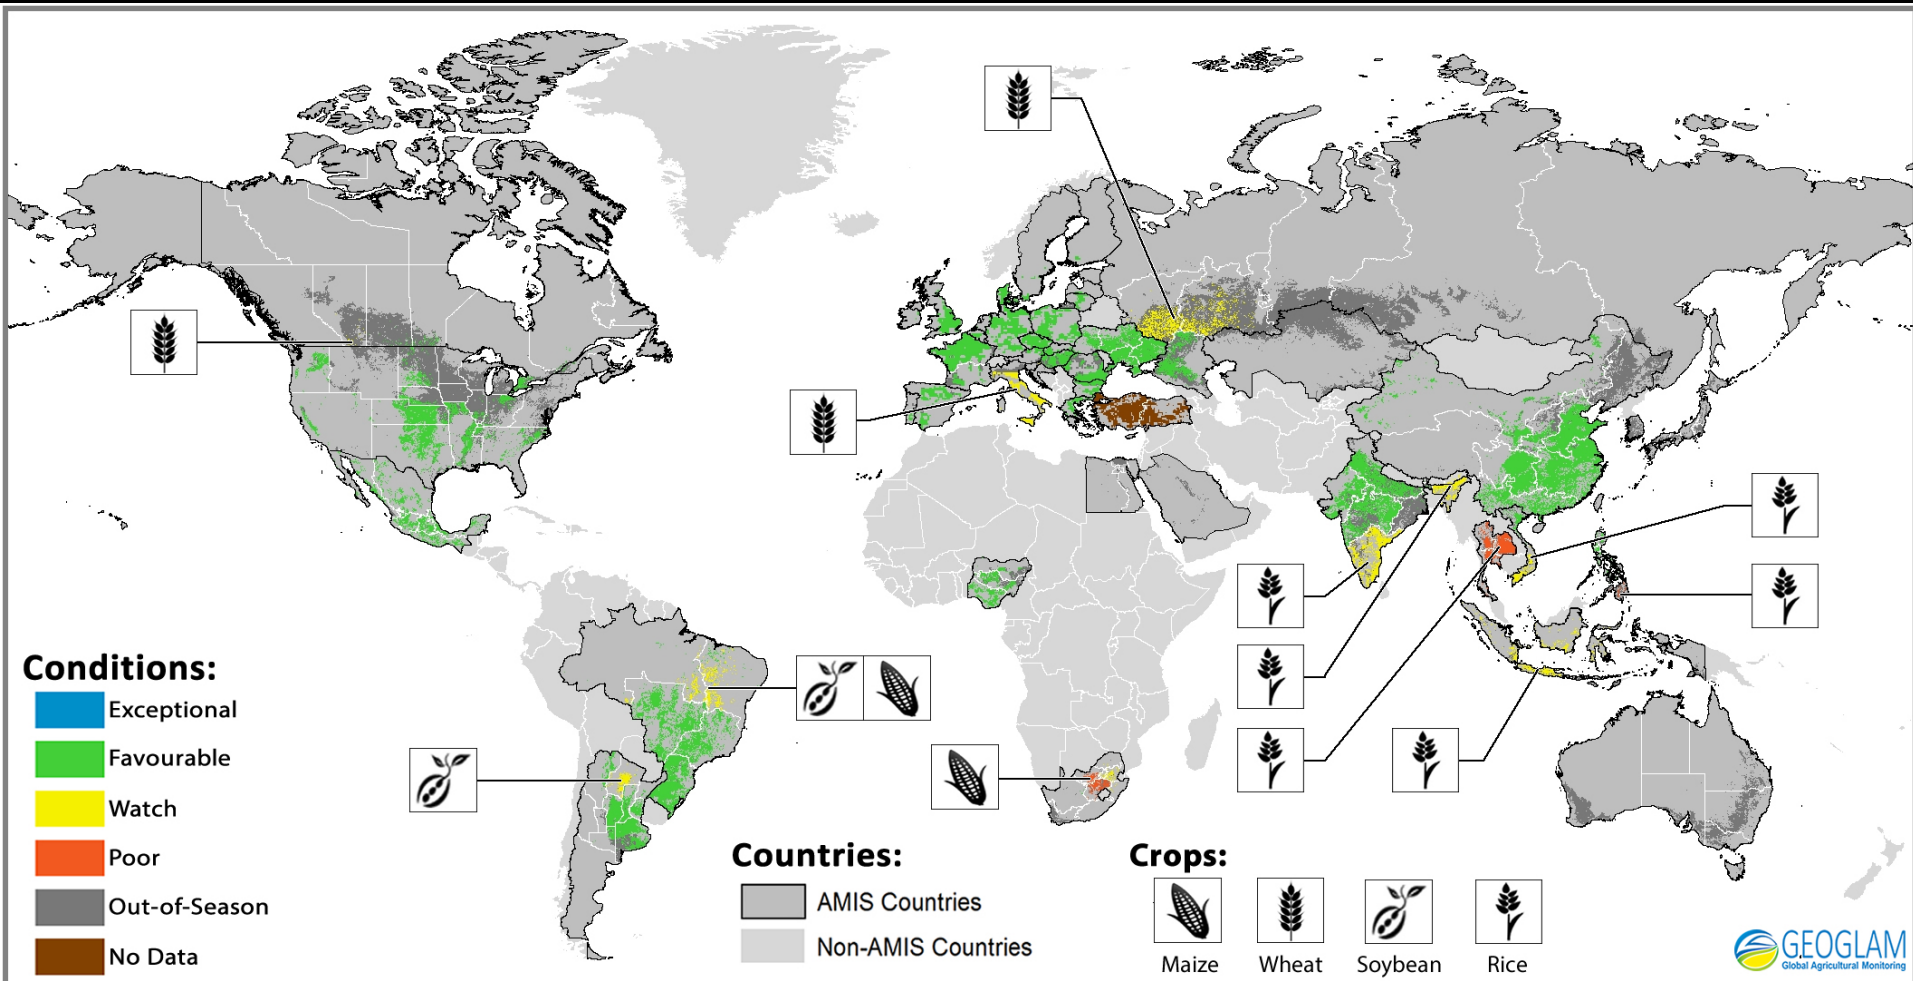 Conditions:
Exceptional
Favourable
Watch
Poor
Out-of-Season
No Data
Countries:
AMIS Countries
Non-AMIS Countries
Crops:
Maize
Wheat
Soybean
Rice
GEOGLAM
Global Agricultural Monitoring